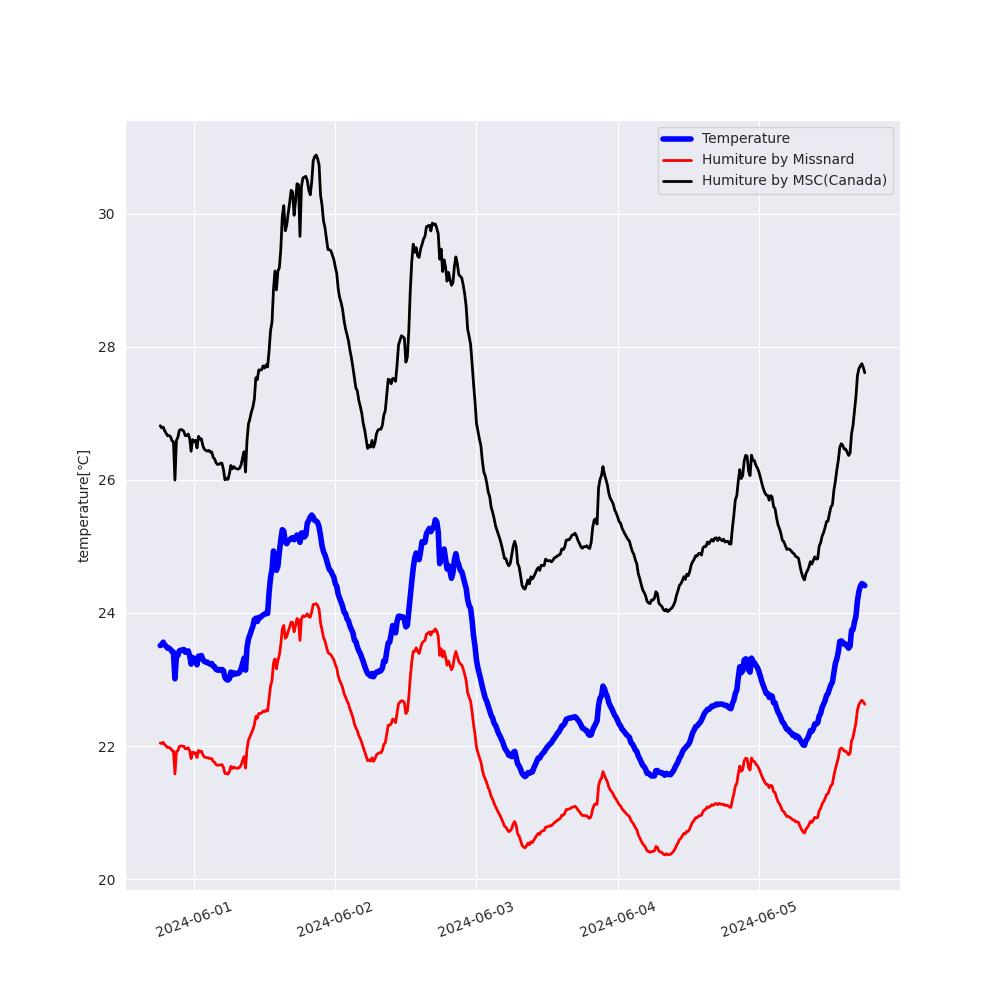 Temperature
Humiture by Missnard
Humiture by MSC(Canada)
temperature[℃]
30
28
26
24
22
20
2024-06-01
2024-06-02
2024-06-03
2024-06-04
2024-06-05